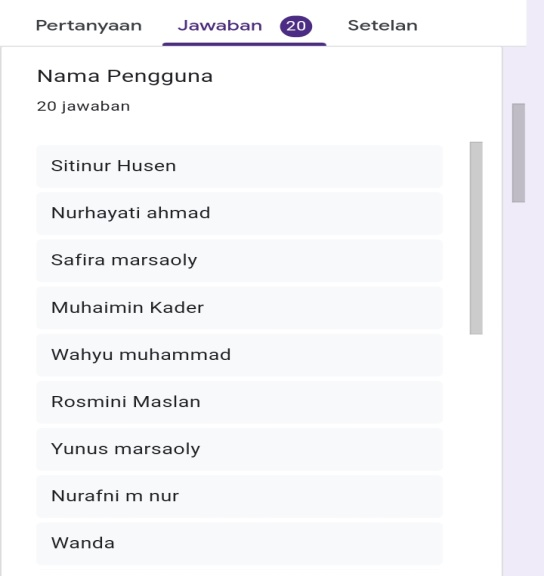 Pertanyaan Jawaban 20 Setelan
Nama Pengguna
20 jawaban
Sitinur Husen
Nurhayati ahmad
Safira marsaoly
Muhaimin Kader
Wahyu muhammad
Rosmini Maslan
Yunus marsaoly
Nurafni m nur
Wanda